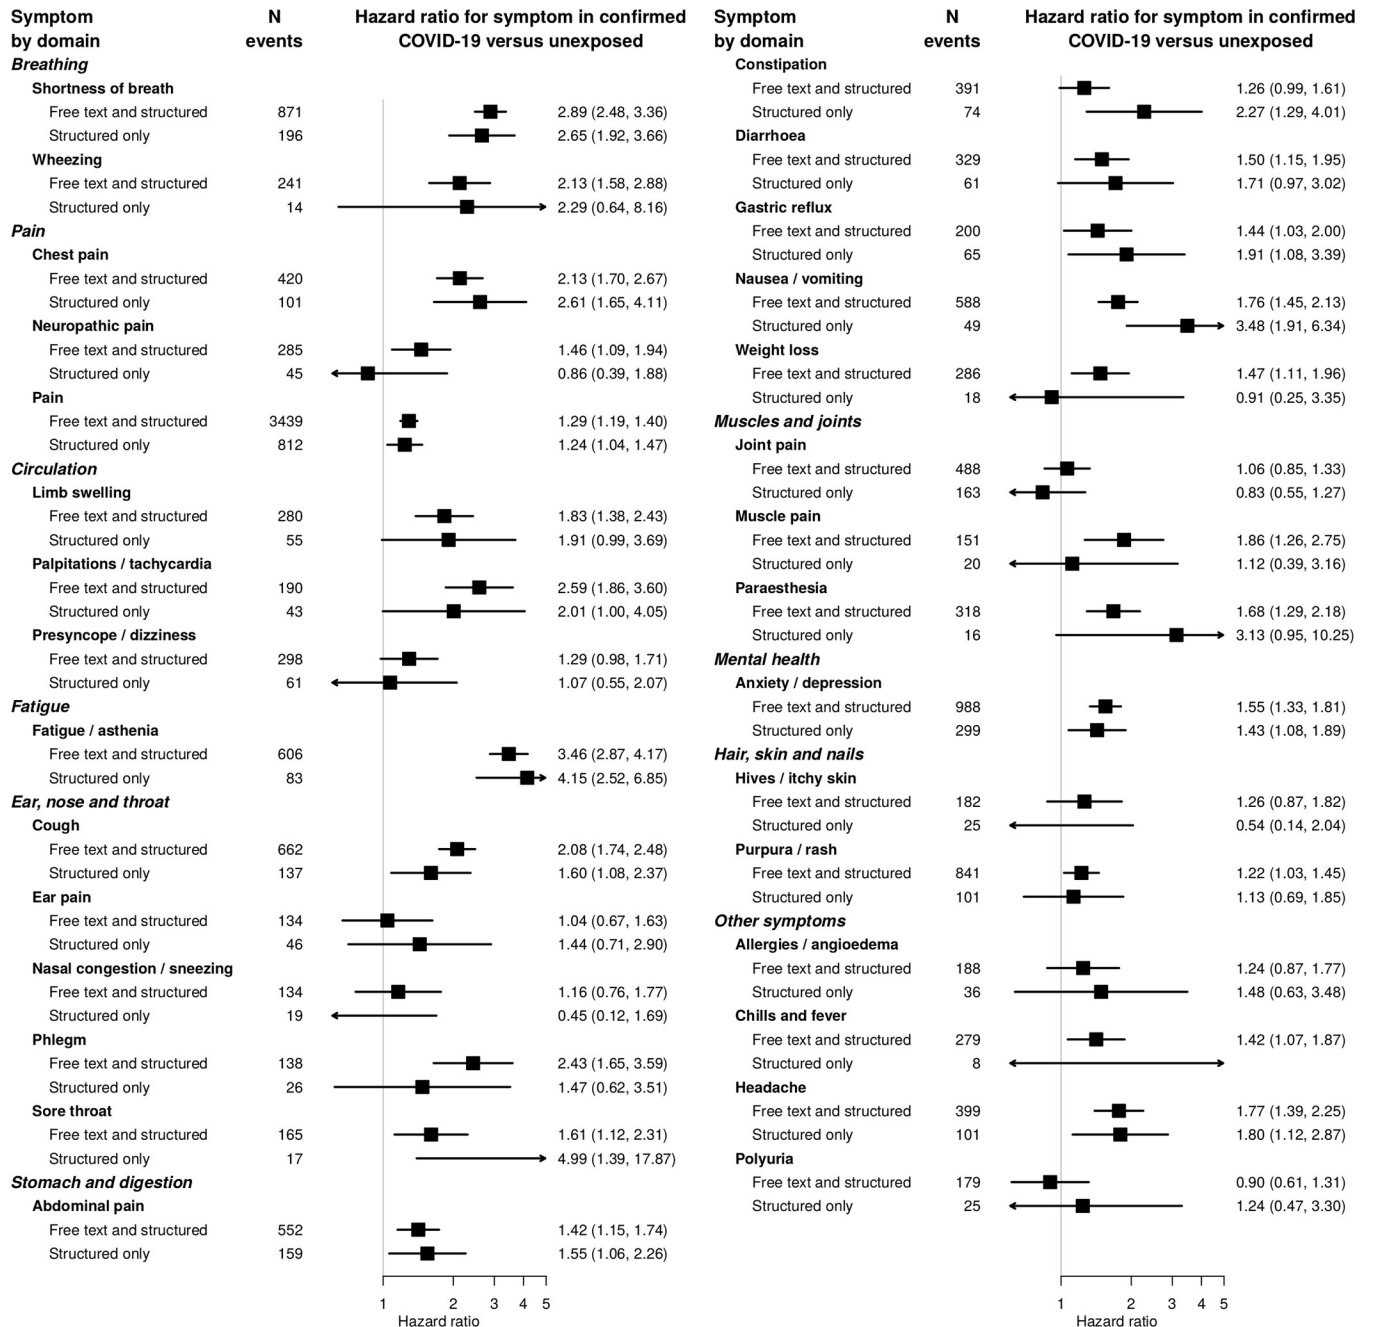 Symptom by domain N events Hazard ratio for symptom in confirmed COVID-19 versus unexposed
Breathing
Shortness of breath
Free text and structured 871 2.89 (2.48, 3.36)
Structured only 196 2.65 (1.92, 3.66)
Wheezing
Free text and structured 241 2.13 (1.58, 2.88)
Structured only 14 2.29 (0.64, 8.16)
Pain
Chest pain
Free text and structured 420 2.13 (1.70, 2.67)
Structured only 101 2.61 (1.65, 4.11)
Neuropathic pain
Free text and structured 285 1.46 (1.09, 1.94)
Structured only 45 0.86 (0.39, 1.88)
Pain
Free text and structured 3439 1.29 (1.19, 1.40)
Structured only 812 1.24 (1.04, 1.47)
Circulation
Limb swelling
Free text and structured 280 1.83 (1.38, 2.43)
Structured only 55 1.91 (0.99, 3.69)
Palpitations / tachycardia
Free text and structured 190 2.59 (1.86, 3.60)
Structured only 43 2.01 (1.00, 4.05)
Presyncope / dizziness
Free text and structured 298 1.29 (0.98, 1.71)
Structured only 61 1.07 (0.55, 2.07)
Fatigue
Fatigue / asthenia
Free text and structured 606 3.46 (2.87, 4.17)
Structured only 83 4.15 (2.52, 6.85)
Ear, nose and throat
Cough
Free text and structured 662 2.08 (1.74, 2.48)
Structured only 137 1.60 (1.08, 2.37)
Ear pain
Free text and structured 134 1.04 (0.67, 1.63)
Structured only 46 1.44 (0.71, 2.90)
Nasal congestion / sneezing
Free text and structured 134 1.16 (0.76, 1.77)
Structured only 19 0.45 (0.12, 1.69)
Phlegm
Free text and structured 138 2.43 (1.65, 3.59)
Structured only 26 1.47 (0.62, 3.51)
Sore throat
Free text and structured 165 1.61 (1.12, 2.31)
Structured only 17 4.99 (1.39, 17.87)
Stomach and digestion
Abdominal pain
Free text and structured 552 1.42 (1.15, 1.74)
Structured only 159 1.55 (1.06, 2.26)
1 2 3 4 5
Hazard ratio
Symptom by domain N events Hazard ratio for symptom in confirmed COVID-19 versus unexposed
Constipation
Free text and structured 391 1.26 (0.99, 1.61)
Structured only 74 2.27 (1.29, 4.01)
Diarrhoea
Free text and structured 329 1.50 (1.15, 1.95)
Structured only 61 1.71 (0.97, 3.02)
Gastric reflux
Free text and structured 200 1.44 (1.03, 2.00)
Structured only 65 1.91 (1.08, 3.39)
Nausea / vomiting
Free text and structured 588 1.76 (1.45, 2.13)
Structured only 49 3.48 (1.91, 6.34)
Weight loss
Free text and structured 286 1.47 (1.11, 1.96)
Structured only 18 0.91 (0.25, 3.35)
Muscles and joints
Joint pain
Free text and structured 488 1.06 (0.85, 1.33)
Structured only 163 0.83 (0.55, 1.27)
Muscle pain
Free text and structured 151 1.86 (1.26, 2.75)
Structured only 20 1.12 (0.39, 3.16)
Paraesthesia
Free text and structured 318 1.68 (1.29, 2.18)
Structured only 16 3.13 (0.95, 10.25)
Mental health
Anxiety / depression
Free text and structured 988 1.55 (1.33, 1.81)
Structured only 299 1.43 (1.08, 1.89)
Hair, skin and nails
Hives / itchy skin
Free text and structured 182 1.26 (0.87, 1.82)
Structured only 25 0.54 (0.14, 2.04)
Purpura / rash
Free text and structured 841 1.22 (1.03, 1.45)
Structured only 101 1.13 (0.69, 1.85)
Other symptoms
Allergies / angioedema
Free text and structured 188 1.24 (0.87, 1.77)
Structured only 36 1.48 (0.63, 3.48)
Chills and fever
Free text and structured 279 1.42 (1.07, 1.87)
Structured only 8
Headache
Free text and structured 399 1.77 (1.39, 2.25)
Structured only 101 1.80 (1.12, 2.87)
Polyuria
Free text and structured 179 0.90 (0.61, 1.31)
Structured only 25 1.24 (0.47, 3.30)
1 2 3 4 5
Hazard ratio